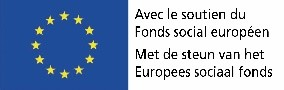 Avec le soutien du
Fonds social européen
Met de steun van het
Europees sociaal fonds